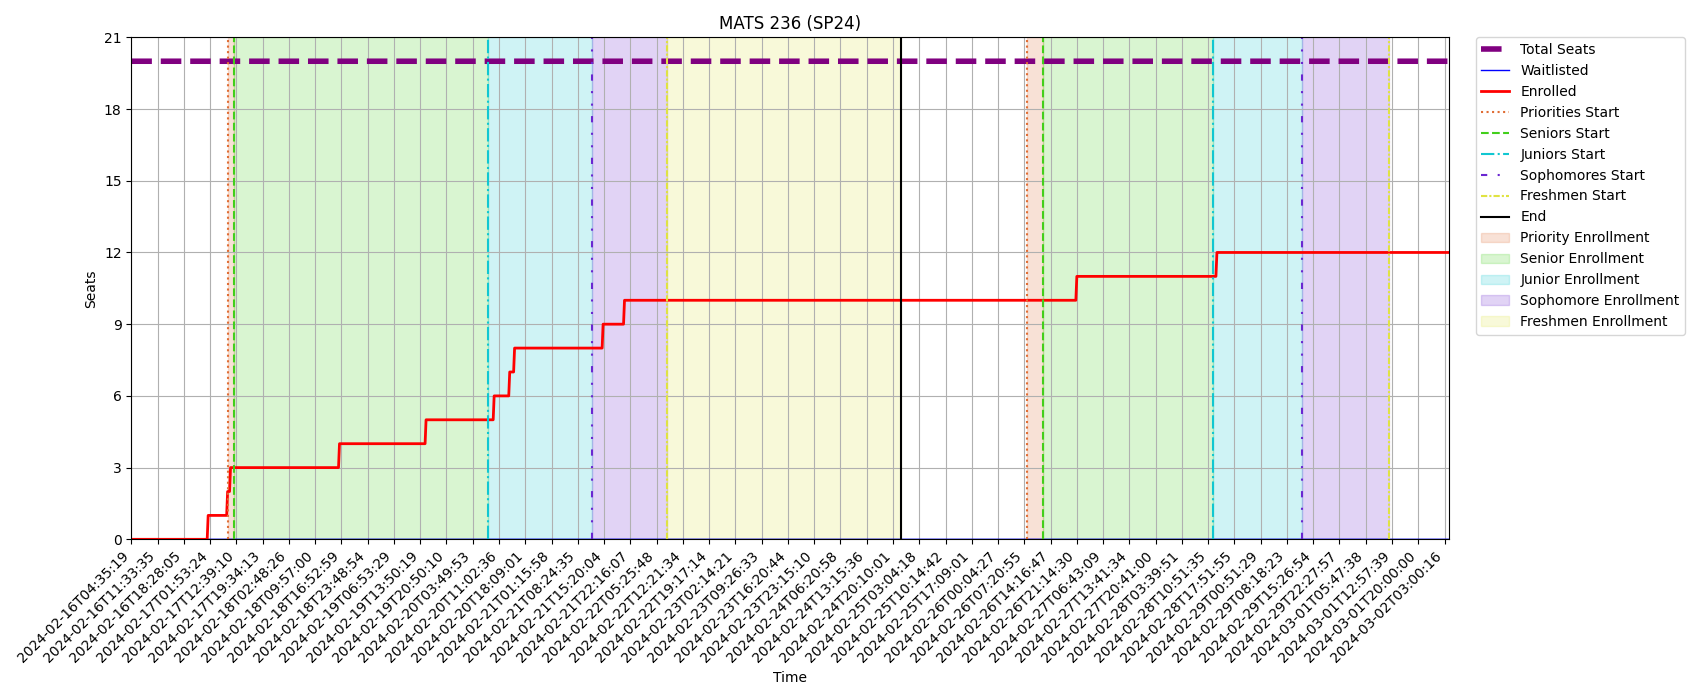 MATS 236 (SP24)
21
18
15
12
9
6
3
0
Seats
2024-02-16T04:35:19
2024-02-16T11:33:35
2024-02-16T18:28:05
2024-02-17T01:53:24
2024-02-17T12:39:10
2024-02-17T19:34:13
2024-02-18T02:48:26
2024-02-18T09:57:00
2024-02-18T16:52:59
2024-02-18T23:48:54
2024-02-19T06:53:29
2024-02-19T13:50:19
2024-02-19T20:50:10
2024-02-20T03:49:53
2024-02-20T11:02:36
2024-02-20T18:09:01
2024-02-21T01:15:58
2024-02-21T08:24:35
2024-02-21T15:20:04
2024-02-21T22:16:07
2024-02-22T05:25:48
2024-02-22T12:21:34
2024-02-22T19:17:14
2024-02-23T02:14:21
2024-02-23T09:26:33
2024-02-23T16:20:44
2024-02-23T23:15:10
2024-02-24T06:20:58
2024-02-24T13:15:36
2024-02-24T20:10:01
2024-02-25T03:04:18
2024-02-25T10:14:42
2024-02-25T17:09:01
2024-02-26T00:04:27
2024-02-26T07:20:55
2024-02-26T14:16:47
2024-02-26T21:14:30
2024-02-27T06:43:09
2024-02-27T13:41:34
2024-02-27T20:41:00
2024-02-28T03:39:51
2024-02-28T10:51:35
2024-02-28T17:51:55
2024-02-29T00:51:29
2024-02-29T08:18:23
2024-02-29T15:26:54
2024-02-29T22:27:57
2024-03-01T05:47:38
2024-03-01T12:57:39
2024-03-01T20:00:00
2024-03-02T03:00:16
Time
Total Seats
Waitlisted
Enrolled
Priorities Start
Seniors Start
Juniors Start
Sophomores Start
Freshmen Start
End
Priority Enrollment
Senior Enrollment
Junior Enrollment
Sophomore Enrollment
Freshmen Enrollment